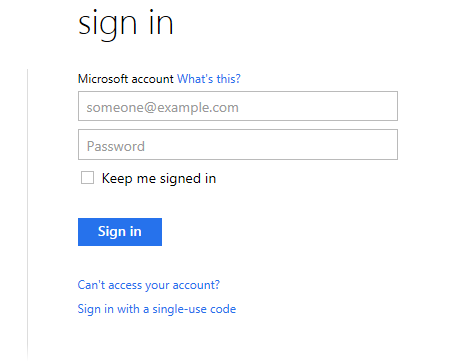 sign in
Microsoft account What's this?
someone@example.com
Password
Keep me signed in
Sign in
Can't access your account?
Sign in with a single-use code